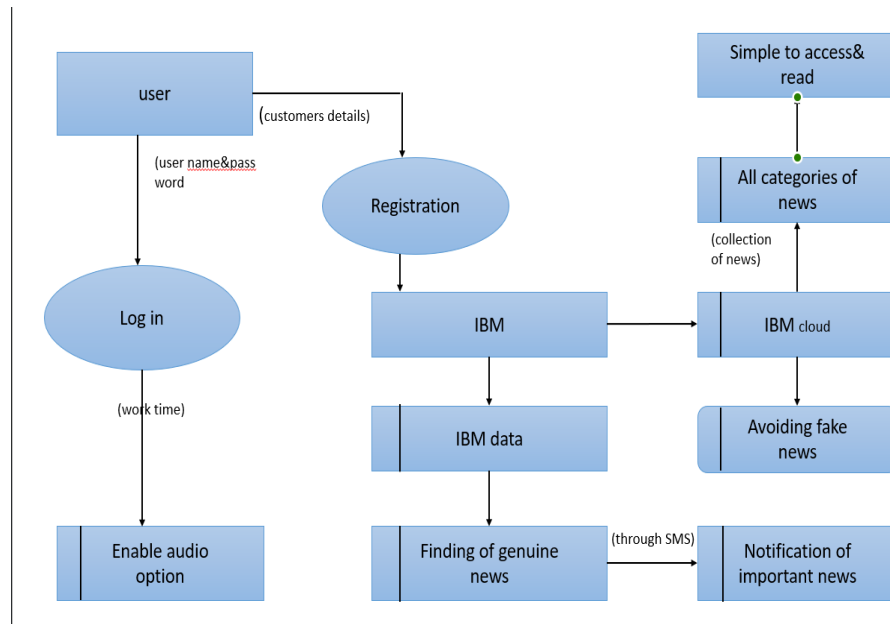 user
(customers details)
(user name&pass
word
Registration
Log in
(work time)
Enable audio
option
IBM
IBM data
Finding of genuine
news
(through SMS)
Notification of
important news
Simple to access&
read
All categories of
news
(collection
of news)
IBM cloud
Avoiding fake
news